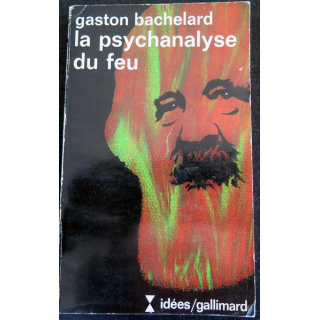 gaston bachelard
la psychanalyse
du feu
idées/gallimard